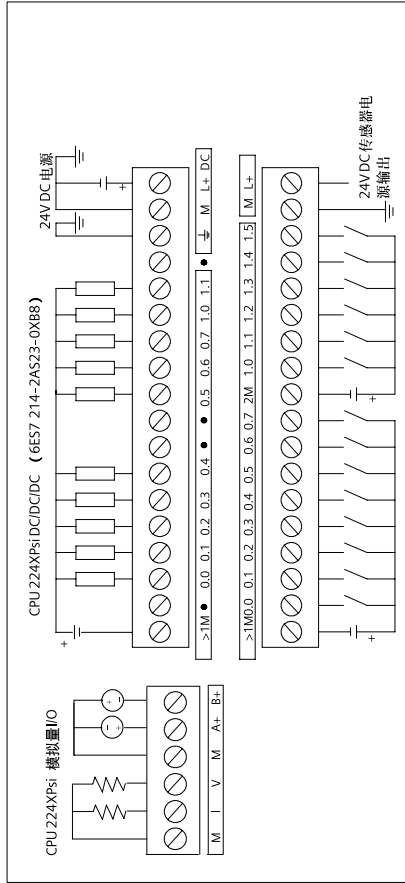 CPU 224XPsi DC/DC/DC （6ES7 214-2AS23-0XB8）
24V DC 电源
+
+
>1M ● 0.0 0.1 0.2 0.3 0.4 ● ● 0.5 0.6 0.7 1.0 1.1 ● M L+ DC
>1M0.0 0.1 0.2 0.3 0.4 0.5 0.6 0.7 2M 1.0 1.1 1.2 1.3 1.4 1.5 M L+
+
+
24V DC 传感器电
源输出
CPU 224XPsi 模拟量I/O
- +
+ -
M I V M A+ B+